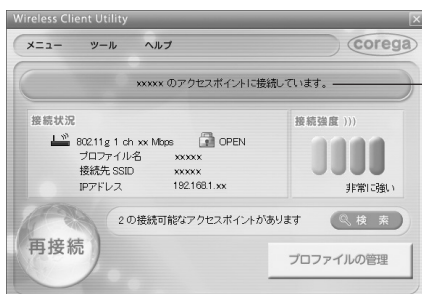 Wireless Client Utility
メニュー ツール ヘルプ corega
xxxxx のアクセスポイントに接続しています。
接続状況
802.11g 1 ch xx Mbps OPEN
プロファイル名 xxxxx
接続先 SSID xxxxx
IPアドレス 192.168.1.xx
接続強度 )))
非常に強い
2 の接続可能なアクセスポイントがあります 検 索
再接続
プロファイルの管理